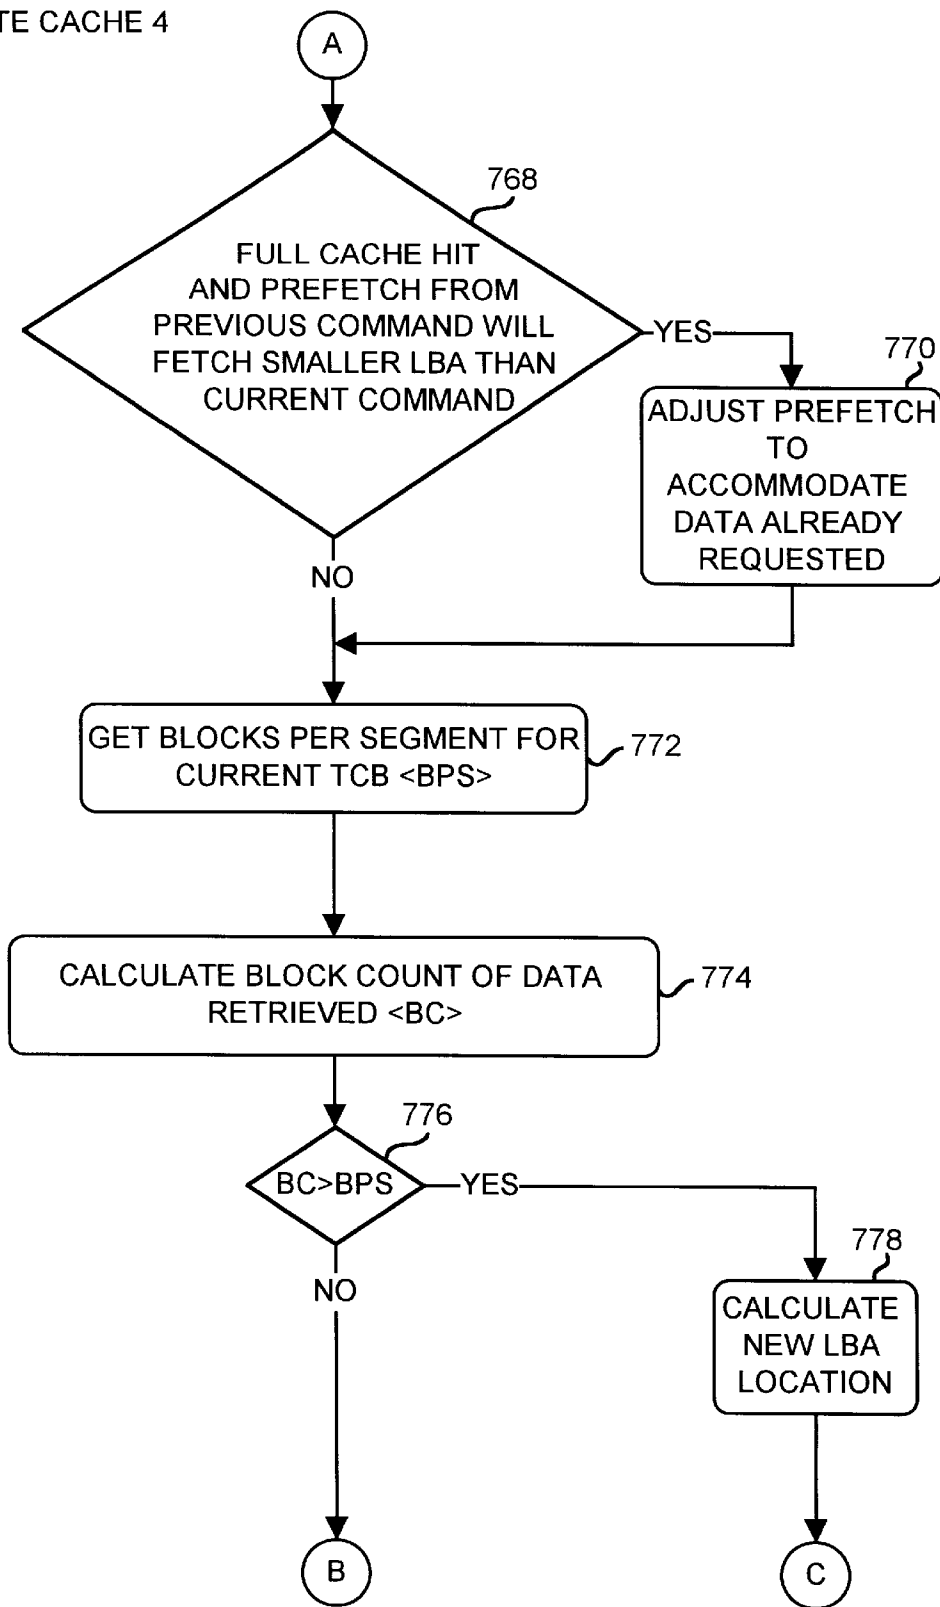 TE CACHE 4
A
768
FULL CACHE HIT
AND PREFETCH FROM
PREVIOUS COMMAND WILL
FETCH SMALLER LBA THAN
CURRENT COMMAND
YES
770
ADJUST PREFETCH
TO
ACCOMMODATE
DATA ALREADY
REQUESTED
NO
GET BLOCKS PER SEGMENT FOR
CURRENT TCB <BPS>
772
CALCULATE BLOCK COUNT OF DATA
RETRIEVED <BC>
774
776
BC>BPS
YES
NO
778
CALCULATE
NEW LBA
LOCATION
B
C